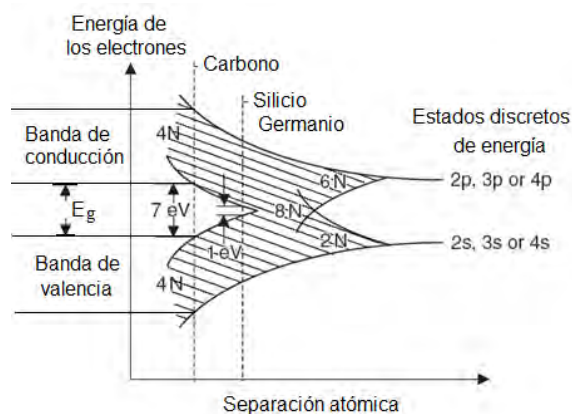 Energía de
los electrones
Carbono
Silicio
Germanio
Estados discretos
de energía
Banda de
conducción
4N
6N
2p, 3p or 4p
Eg
7 eV
8N
2N
2s, 3s or 4s
1 eV
Banda de
valencia
4N
Separación atómica